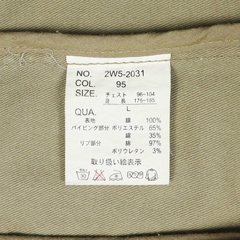 NO. 2W5-2031
COL. 95
SIZE. チェスト 96-104
身 長 175-185
L
QUA.
表地 綿 100%
パイピング部分 ポリエステル 65%
綿 35%
リブ部分 綿 97%
ポリウレタン 3%
取り扱い絵表示